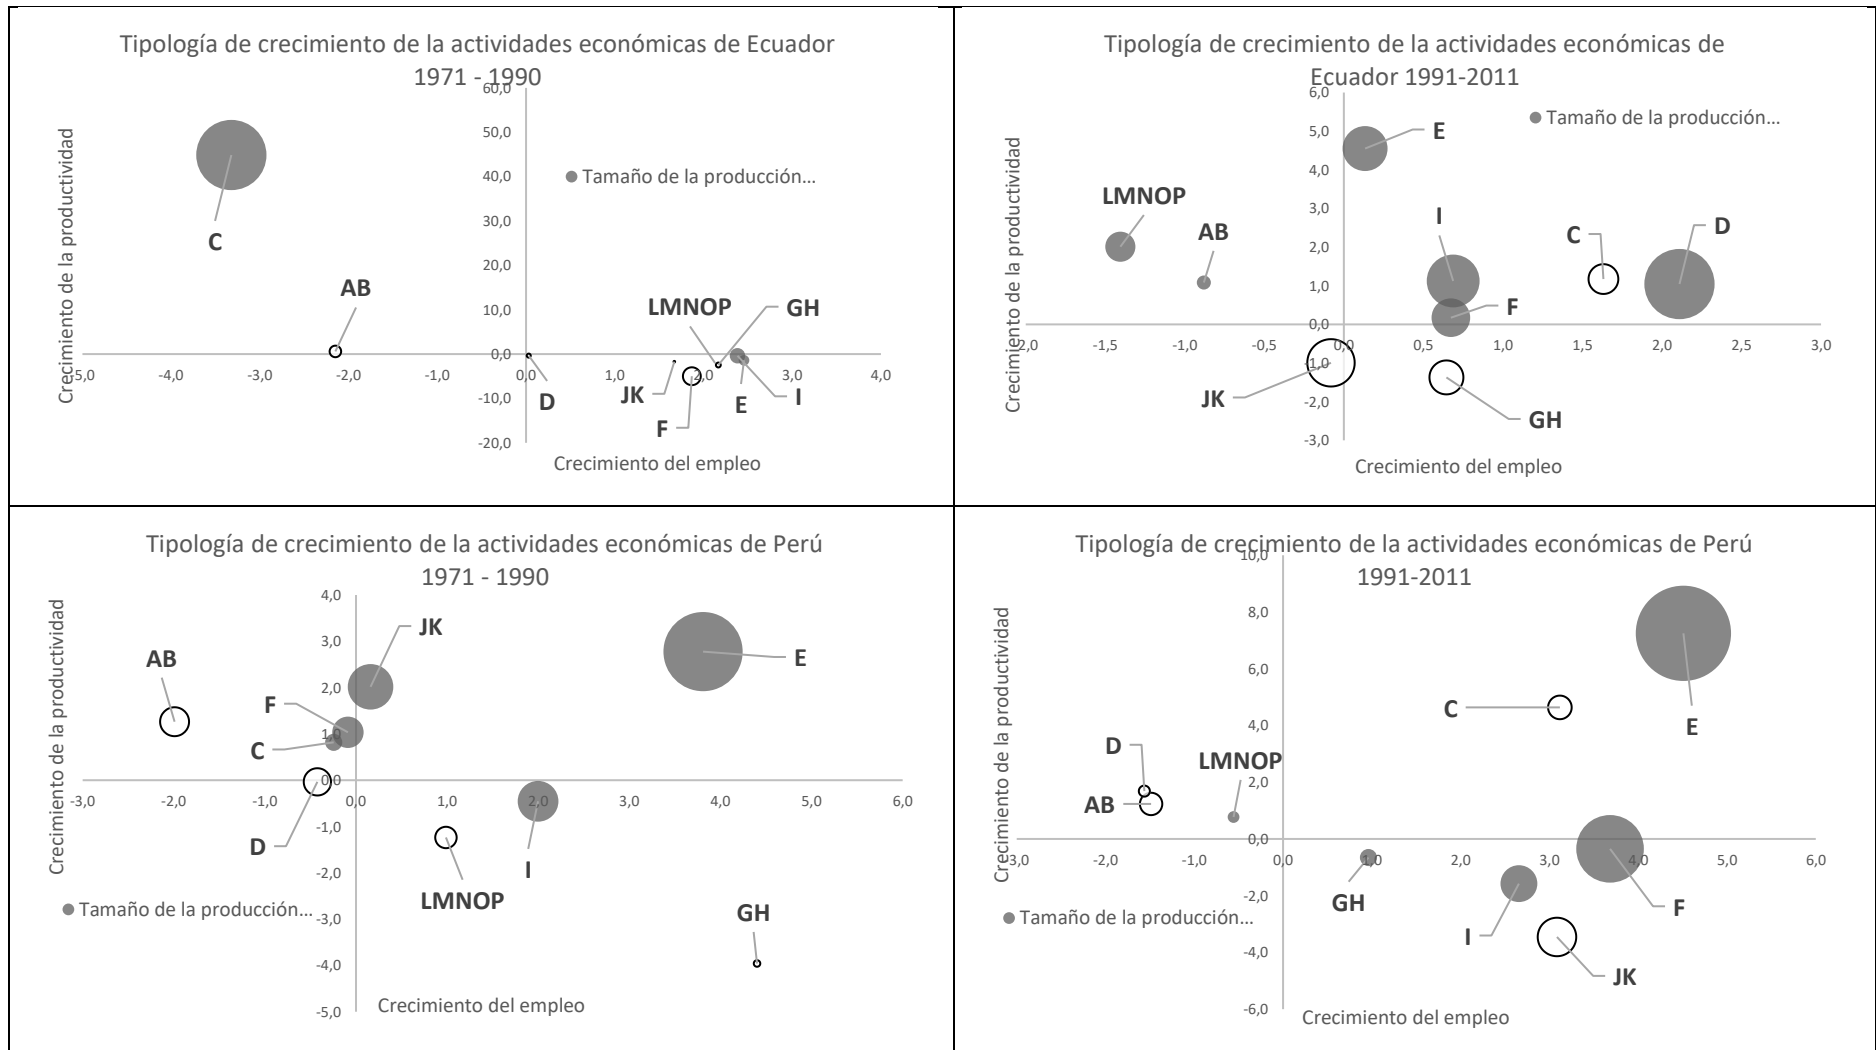 Tipología de crecimiento de la actividades económicas de Ecuador
1971 - 1990
Crecimiento de la productividad
60,0
50,0
40,0
30,0
20,0
10,0
0,0
-10,0
-20,0
-5,0 -4,0 -3,0 -2,0 -1,0 0,0 1,0 2,0 3,0 4,0
Tamaño de la producción...
C
AB
LMNOP
GH
D
JK
F
E
I
Crecimiento del empleo
Tipología de crecimiento de la actividades económicas de
Ecuador 1991-2011
Crecimiento de la productividad
6,0
5,0
4,0
3,0
2,0
1,0
0,0
-1,0
-2,0
-3,0
2,0 -1,5 -1,0 -0,5 0,0 0,5 1,0 1,5 2,0 2,5 3,0
Tamaño de la producción...
E
LMNOP
AB
I
C
D
F
JK
GH
Crecimiento del empleo
Tipología de crecimiento de la actividades económicas de Perú
1971 - 1990
Crecimiento de la productividad
4,0
3,0
2,0
1,0
0,0
-1,0
-2,0
-3,0
-4,0
-5,0
-3,0 -2,0 -1,0 0,0 1,0 2,0 3,0 4,0 5,0 6,0
JK
AB
E
F
C
D
I
LMNOP
GH
Tamaño de la producción...
Crecimiento del empleo
Tipología de crecimiento de la actividades económicas de Perú
1991-2011
Crecimiento de la productividad
10,0
8,0
6,0
4,0
2,0
0,0
-2,0
-4,0
-6,0
3,0 -2,0 -1,0 0,0 1,0 2,0 3,0 4,0 5,0 6,0
C
E
D
LMNOP
AB
GH
F
I
JK
Tamaño de la producción...
Crecimiento del empleo